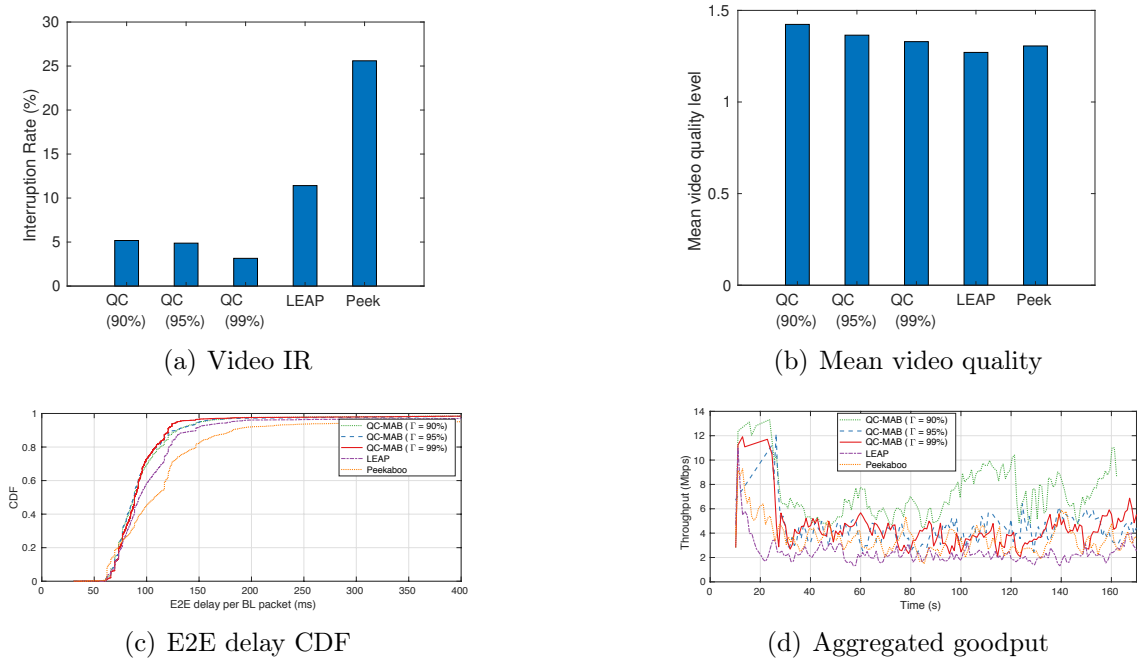 30
25
20
15
10
5
0
Interruption Rate (%)
QC (90%)
QC (95%)
QC (99%)
LEAP
Peek
(a) Video IR
1.5
1
0.5
0
Mean video quality level
QC (90%)
QC (95%)
QC (99%)
LEAP
Peek
(b) Mean video quality
1
0.8
0.6
0.4
0.2
0
CDF
QC-MAB ( Γ = 90%)
QC-MAB ( Γ = 95%)
QC-MAB ( Γ = 99%)
LEAP
Peekaboo
0 50 100 150 200 250 300 350 400
E2E delay per BL packet (ms)
(c) E2E delay CDF
14
12
10
8
6
4
2
0
Throughput (Mbps)
QC-MAB ( Γ = 90%)
QC-MAB ( Γ = 95%)
QC-MAB ( Γ = 99%)
LEAP
Peekaboo
0 20 40 60 80 100 120 140 160
Time (s)
(d) Aggregated goodput